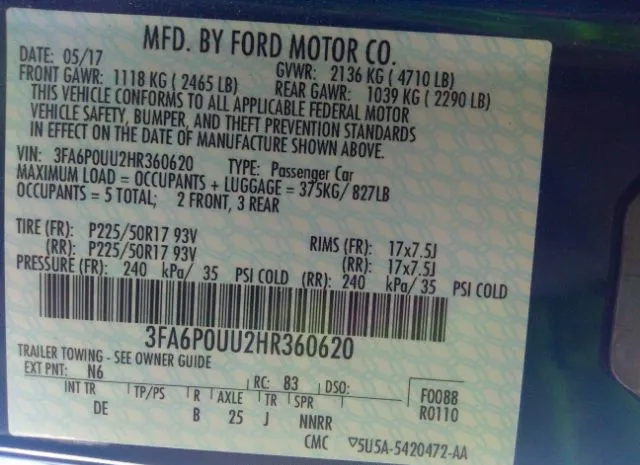 MFD. BY FORD MOTOR CO.
DATE: 05/17 GVWR: 2136 KG ( 4710 LB)
FRONT GAWR: 1118 KG ( 2465 LB) REAR GAWR: 1039 KG ( 2290 LB)
THIS VEHICLE CONFORMS TO ALL APPLICABLE FEDERAL MOTOR
VEHICLE SAFETY, BUMPER, AND THEFT PREVENTION STANDARDS
IN EFFECT ON THE DATE OF MANUFACTURE SHOWN ABOVE.
VIN: 3FA6P0UU2HR360620 TYPE: Passenger Car
MAXIMUM LOAD = OCCUPANTS + LUGGAGE = 375KG/ 827LB
OCCUPANTS = 5 TOTAL; 2 FRONT, 3 REAR
TIRE (FR): P225/50R17 93V RIMS (FR): 17x7.5J
(RR): P225/50R17 93V (RR): 17x7.5J
PRESSURE (FR): 240 kPa/ 35 PSI COLD (RR): 240 kPa/ 35 PSI COLD
3FA6P0UU2HR360620
TRAILER TOWING - SEE OWNER GUIDE
EXT PNT: N6 RC: 83 DSO: F0088
INT TR TP/PS R AXLE TR SPR R0110
DE B 25 J NNRR
CMC 5U5A-5420472-AA